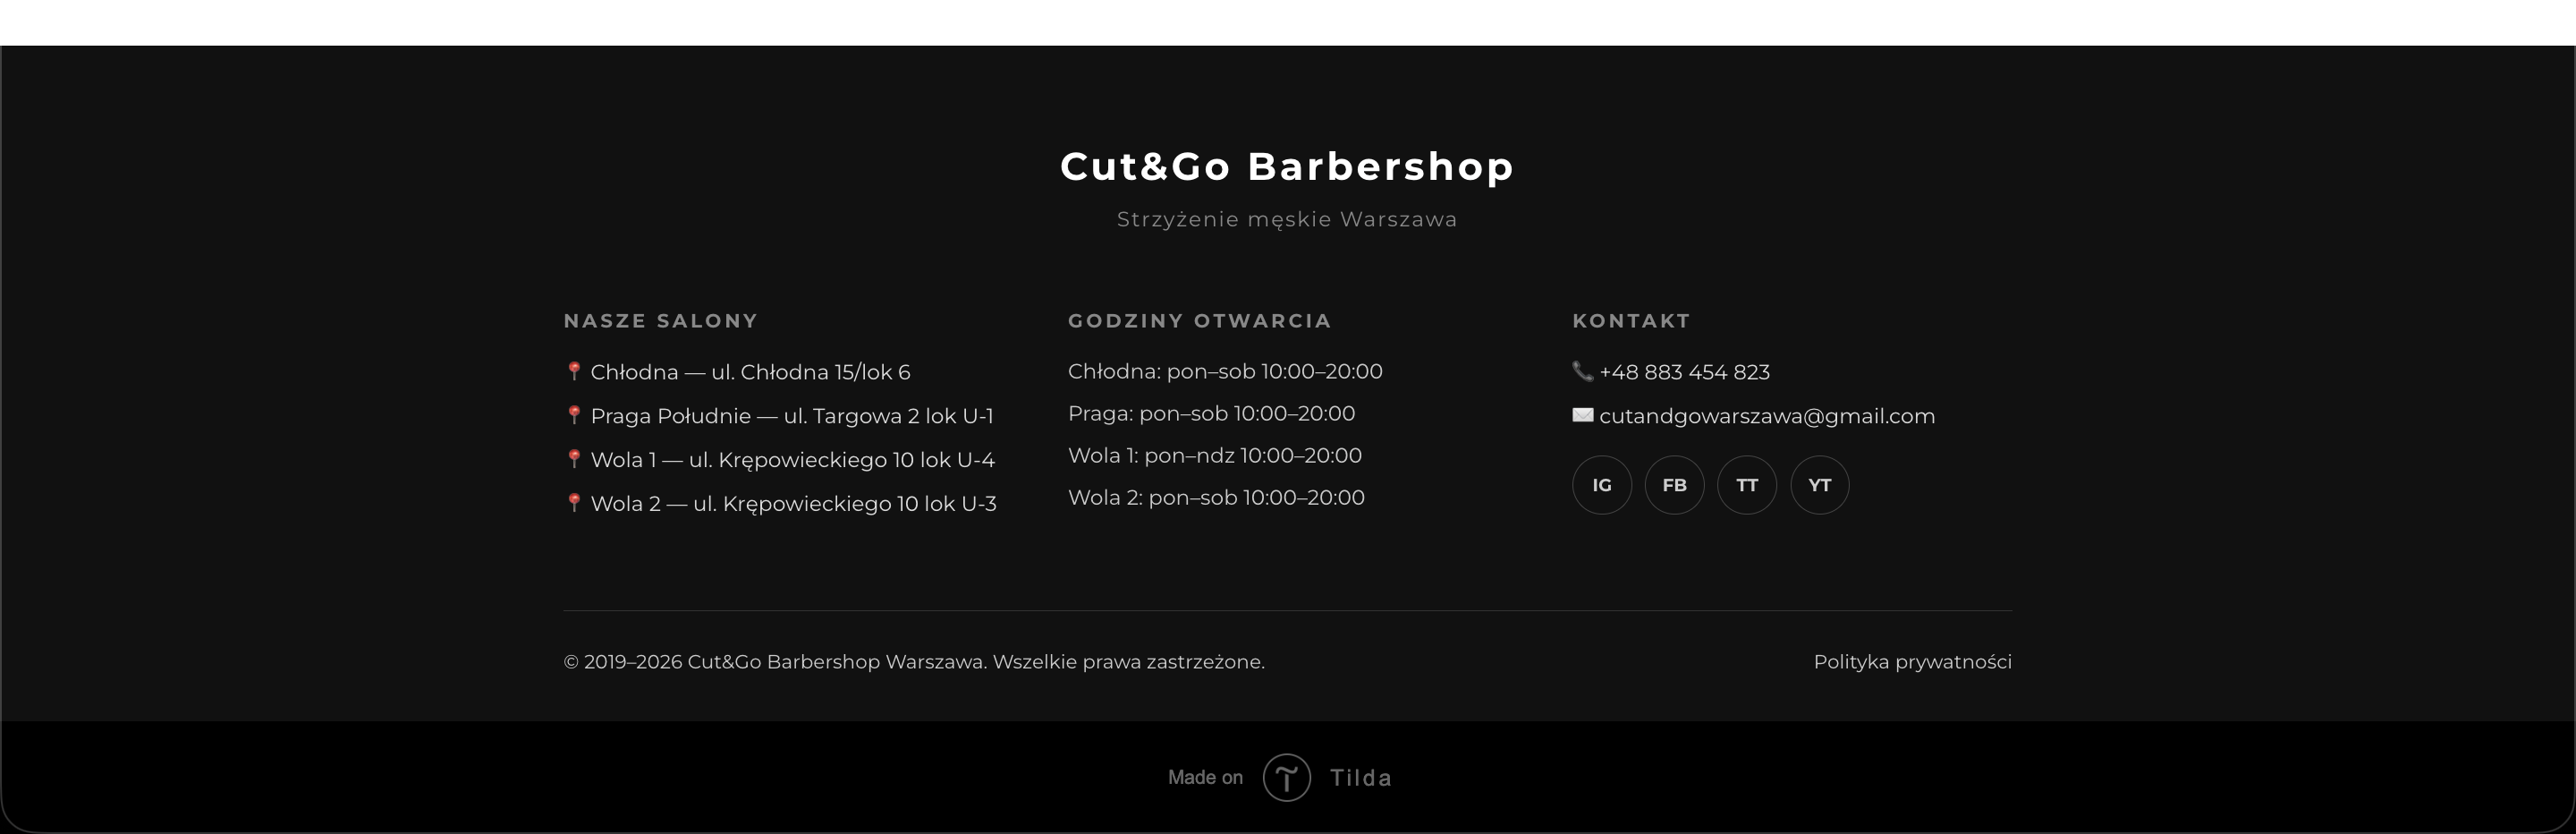 Cut&Go Barbershop
Strzyżenie męskie Warszawa
NASZE SALONY
Chłodna — ul. Chłodna 15/lok 6
Praga Południe — ul. Targowa 2 lok U-1
Wola 1 — ul. Krępowieckiego 10 lok U-4
Wola 2 — ul. Krępowieckiego 10 lok U-3
GODZINY OTWARCIA
Chłodna: pon–sob 10:00–20:00
Praga: pon–sob 10:00–20:00
Wola 1: pon–ndz 10:00–20:00
Wola 2: pon–sob 10:00–20:00
KONTAKT
+48 883 454 823
cutandgowarszawa@gmail.com
IG FB TT YT
© 2019–2026 Cut&Go Barbershop Warszawa. Wszelkie prawa zastrzeżone.
Polityka prywatności
Made on Tilda